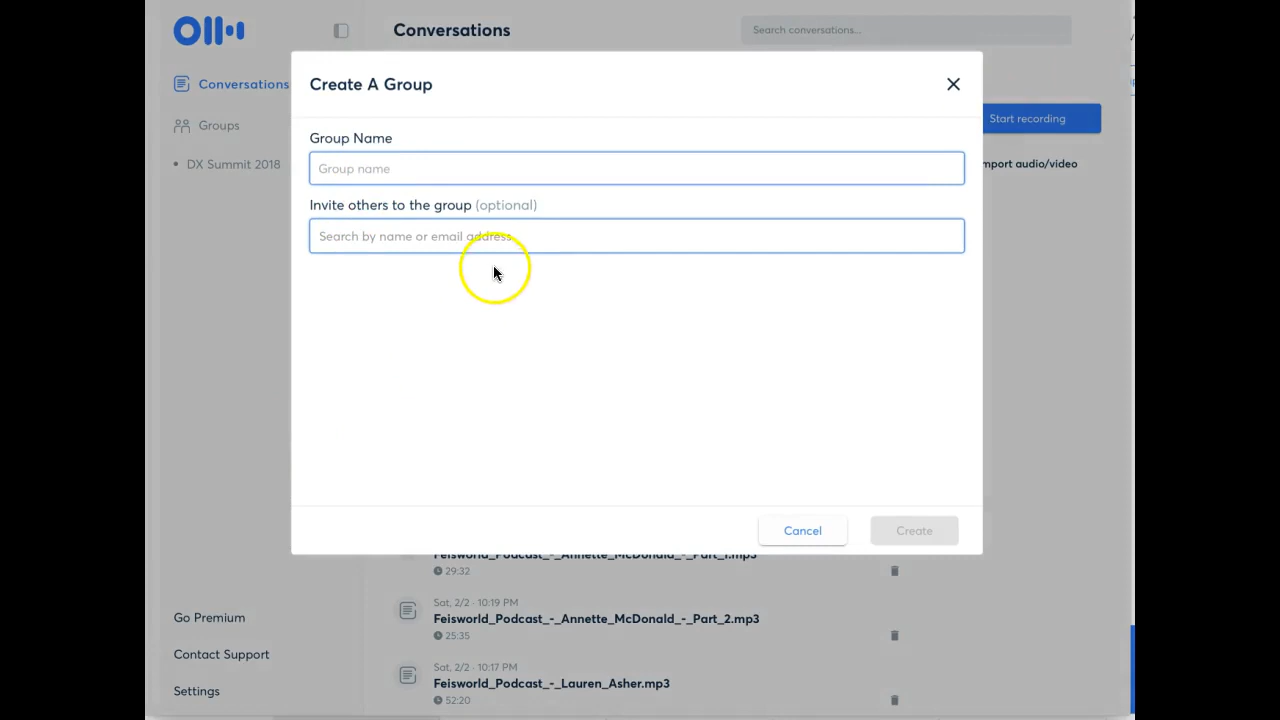 Conversations
Search conversations...
Create A Group
Conversations
Group Name
Start recording
Groups
Group name
DX Summit 2018
mport audio/video
Invite others to the group (optional)
Search by name or email address
Cancel
Create
Feisworld_Podcast_-_Annette_McDonald_-_Part_1.mp3
29:32
Sat, 2/2 · 10:19 PM
Feisworld_Podcast_-_Annette_McDonald_-_Part_2.mp3
25:35
Sat, 2/2 · 10:17 PM
Feisworld_Podcast_-_Lauren_Asher.mp3
52:20
Go Premium
Contact Support
Settings